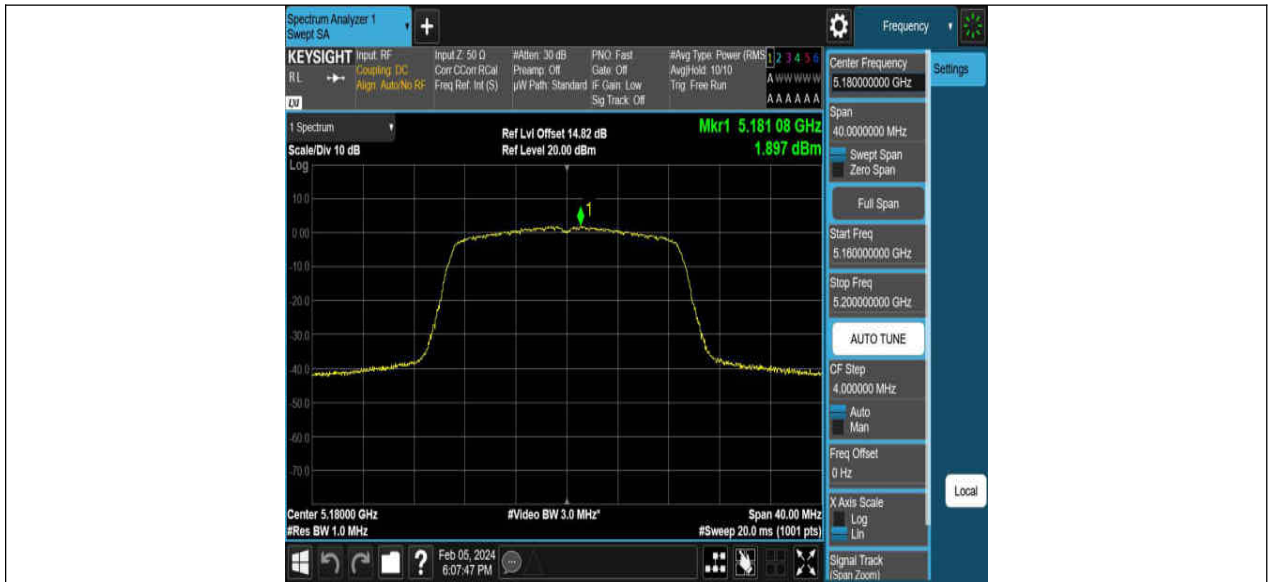 Spectrum Analyzer 1
Swept SA
+
Frequency
KEYSIGHT
RL
LXI
Input: RF
Coupling: DC
Align: Auto/No RF
Input Z: 50 Ω
Corr CCorr RCal
Freq Ref: Int (S)
#Atten: 30 dB
Preamp: Off
µW Path: Standard
PNO: Fast
Gate: Off
IF Gain: Low
Sig Track: Off
#Avg Type: Power (RMS
Avg|Hold: 10/10
Trig: Free Run
1 2 3 4 5 6
A W W W W W
A A A A A A
1 Spectrum
Scale/Div 10 dB
Log
Ref Lvl Offset 14.82 dB
Ref Level 20.00 dBm
Mkr1 5.181 08 GHz
1.897 dBm
1
10.0
0.00
-10.0
-20.0
-30.0
-40.0
-50.0
-60.0
-70.0
Center 5.18000 GHz
#Res BW 1.0 MHz
#Video BW 3.0 MHz*
Span 40.00 MHz
#Sweep 20.0 ms (1001 pts)
?
Feb 05, 2024
6:07:47 PM
Center Frequency
5.180000000 GHz
Span
40.0000000 MHz
Swept Span
Zero Span
Full Span
Start Freq
5.160000000 GHz
Stop Freq
5.200000000 GHz
AUTO TUNE
CF Step
4.000000 MHz
Auto
Man
Freq Offset
0 Hz
X Axis Scale
Log
Lin
Signal Track
(Span Zoom)
Settings
Local